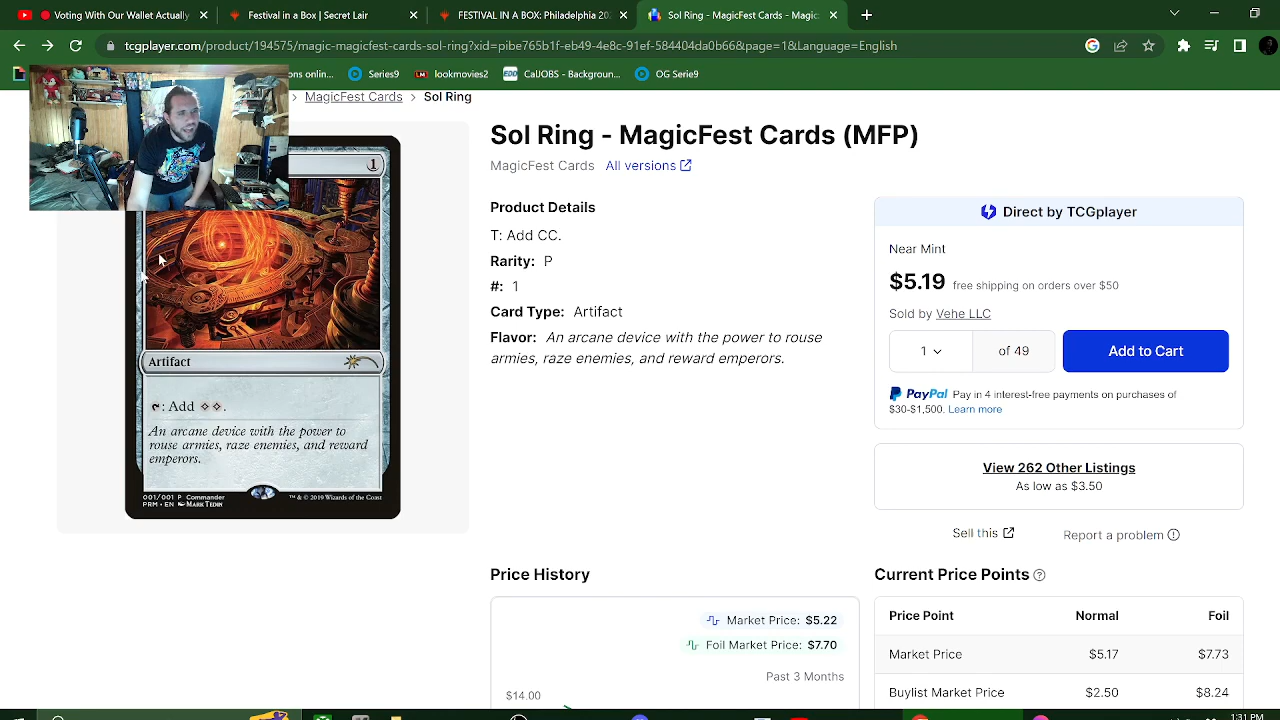 Voting With Our Wallet Actually
Festival in a Box | Secret Lair
FESTIVAL IN A BOX: Philadelphia 202
Sol Ring - MagicFest Cards - Magic
tcgplayer.com/product/194575/magic-magicfest-cards-sol-ring?xid=pibe765b1f-eb49-4e8c-91ef-584404da0b66&page=1&Language=English
ons onlin... Series9 LM lookmovies2 EDD CalJOBS - Backgroun... OG Serie9
> MagicFest Cards > Sol Ring
1
Artifact
: Add
An arcane device with the power to
rouse armies, raze enemies, and reward
emperors.
001/001 P Commander
PRM • EN Mark Tedin
™ & © 2019 Wizards of the Coast
Sol Ring - MagicFest Cards (MFP)
MagicFest Cards All versions
Product Details
T: Add CC.
Rarity: P
#: 1
Card Type: Artifact
Flavor: An arcane device with the power to rouse
armies, raze enemies, and reward emperors.
Direct by TCGplayer
Near Mint
$5.19 free shipping on orders over $50
Sold by Vehe LLC
1 of 49 Add to Cart
PayPal Pay in 4 interest-free payments on purchases of
$30-$1,500. Learn more
View 262 Other Listings
As low as $3.50
Sell this Report a problem
Price History
Market Price: $5.22
Foil Market Price: $7.70
Past 3 Months
$14.00
Current Price Points
Price Point Normal Foil
Market Price $5.17 $7.73
Buylist Market Price $2.50 $8.24
1:31 PM